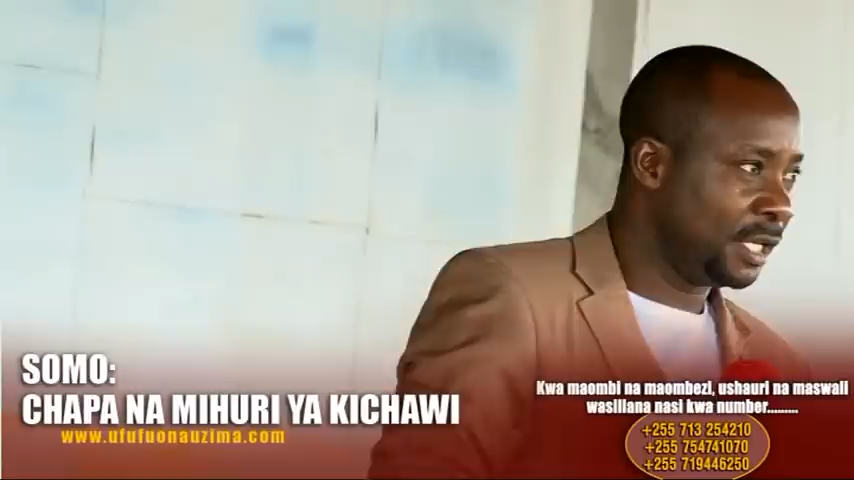 SOMO:
CHAPA NA MIHURI YA KICHAWI
www.ufufuonauzima.com
Kwa maombi na maombezi, ushauri na maswali
wasiliana nasi kwa number.........
+255 713 254210
+255 754741070
+255 719446250